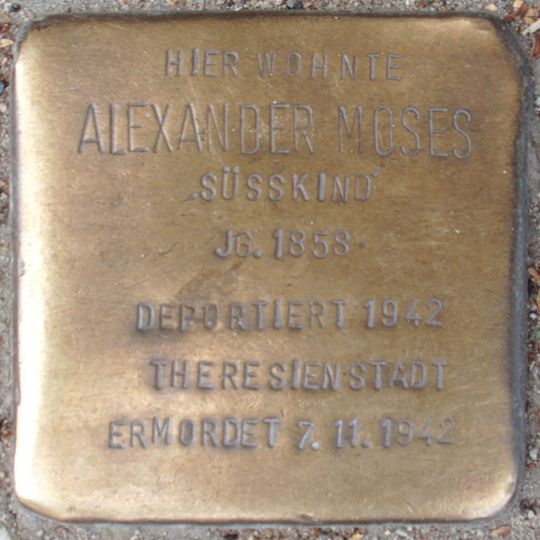 HIER WOHNTE
ALEXANDER MOSES
'SÜSSKIND'
JG. 1858
DEPORTIERT 1942
THERESIENSTADT
ERMORDET 7.11.1942